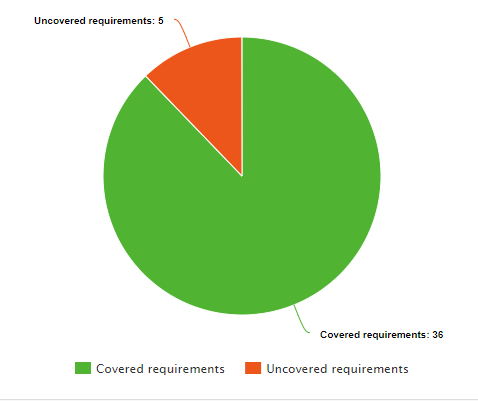 Uncovered requirements: 5
Covered requirements: 36
Covered requirements
Uncovered requirements